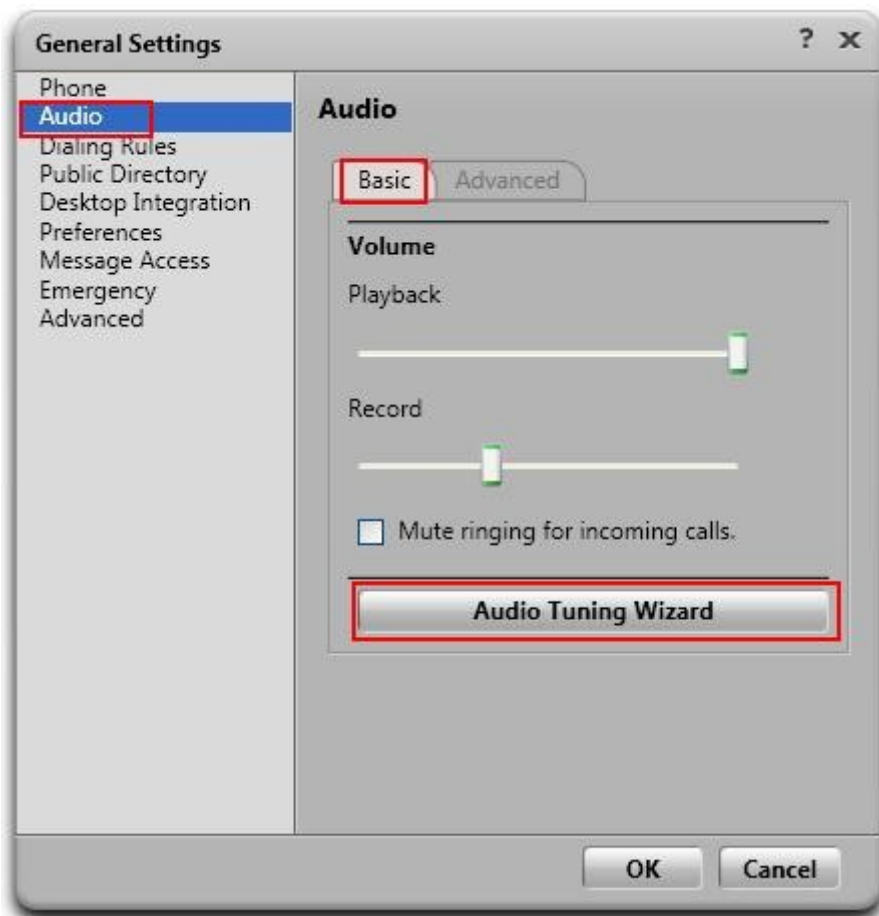 General Settings
? X
Phone
Audio
Dialing Rules
Public Directory
Desktop Integration
Preferences
Message Access
Emergency
Advanced
Audio
Basic Advanced
Volume
Playback
Record
Mute ringing for incoming calls.
Audio Tuning Wizard
OK Cancel